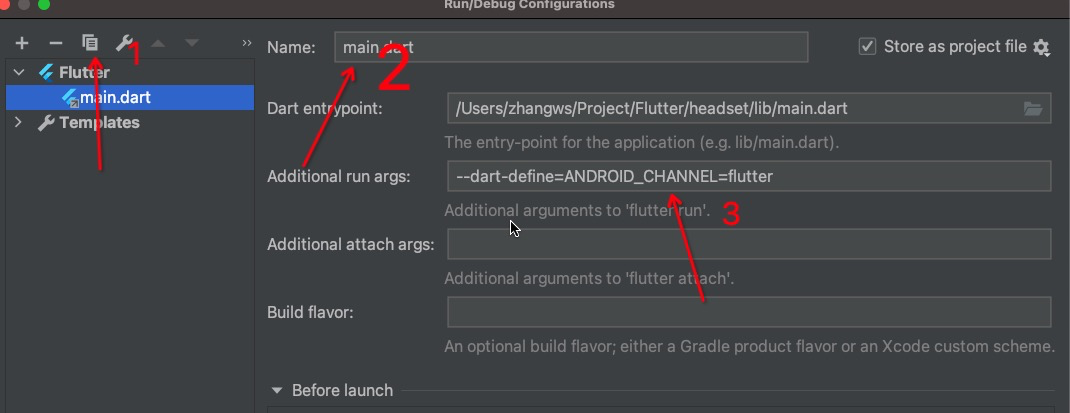 Run/Debug Configurations
1
Name:
main.dart
2
Store as project file
Flutter
main.dart
Templates
Dart entrypoint:
/Users/zhangws/Project/Flutter/headset/lib/main.dart
The entry-point for the application (e.g. lib/main.dart).
Additional run args:
--dart-define=ANDROID_CHANNEL=flutter
Additional arguments to 'flutter run'.
3
Additional attach args:
Additional arguments to 'flutter attach'.
Build flavor:
An optional build flavor; either a Gradle product flavor or an Xcode custom scheme.
Before launch